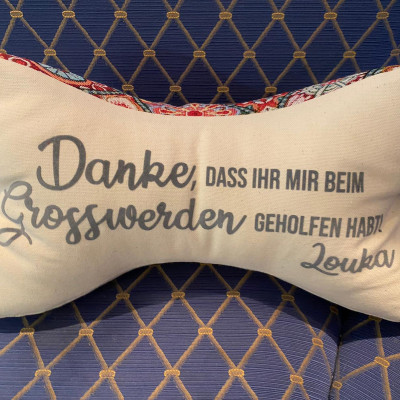 Danke, DASS IHR MIR BEIM
Grosswerden GEHOLFEN HABT!
Louka